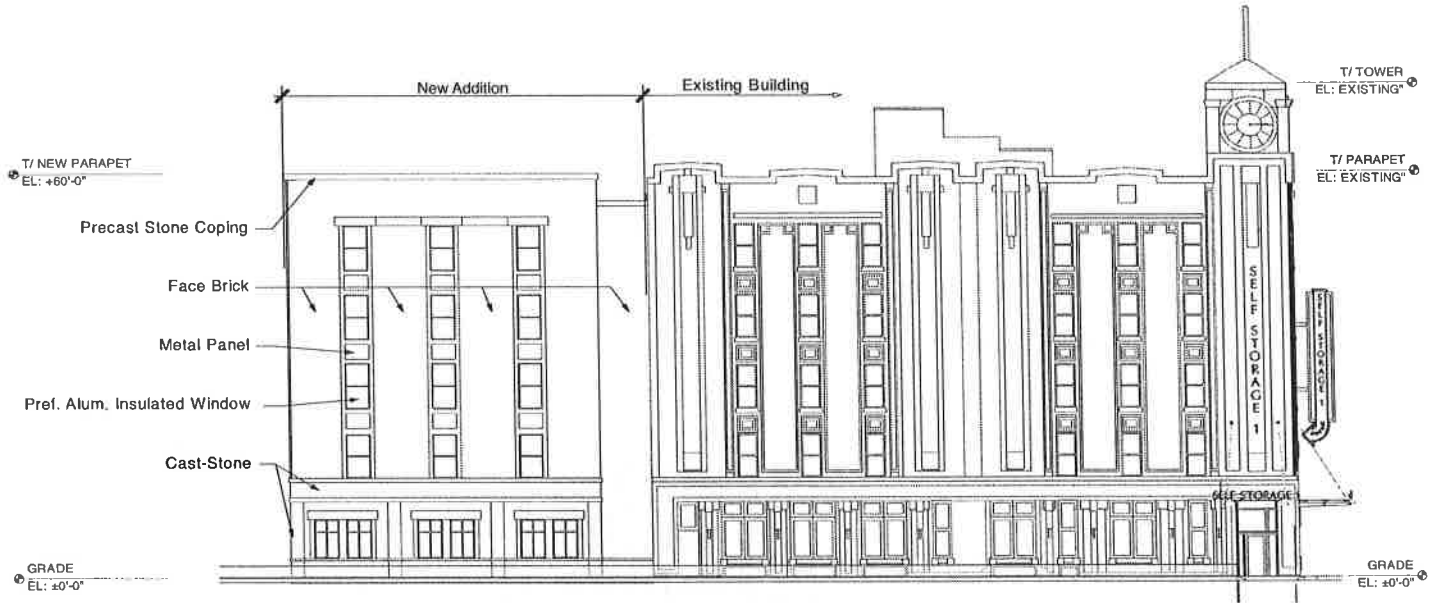 New Addition
Existing Building
T/ TOWER
EL: EXISTING"
T/ NEW PARAPET
EL: +60'-0"
T/ PARAPET
EL: EXISTING"
Precast Stone Coping
Face Brick
Metal Panel
Pref. Alum. Insulated Window
Cast-Stone
SELF STORAGE 1
SELF STORAGE 1
SELF STORAGE
GRADE
EL: ±0'-0"
GRADE
EL: ±0'-0"